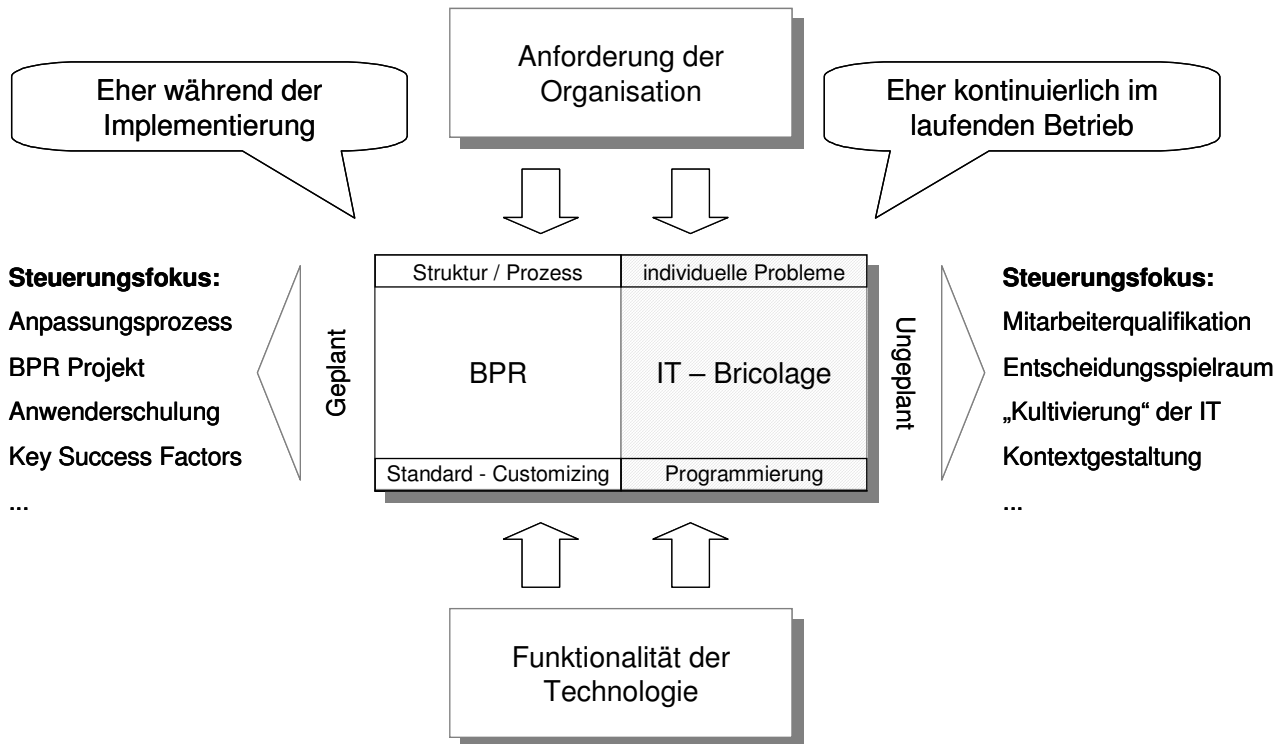 Anforderung der
Organisation
Eher während der
Implementierung
Eher kontinuierlich im
laufenden Betrieb
Steuerungsfokus:
Anpassungsprozess
BPR Projekt
Anwenderschulung
Key Success Factors
...
Geplant
Struktur / Prozess
individuelle Probleme
BPR
IT – Bricolage
Standard - Customizing
Programmierung
Ungeplant
Steuerungsfokus:
Mitarbeiterqualifikation
Entscheidungsspielraum
„Kultivierung“ der IT
Kontextgestaltung
...
Funktionalität der
Technologie